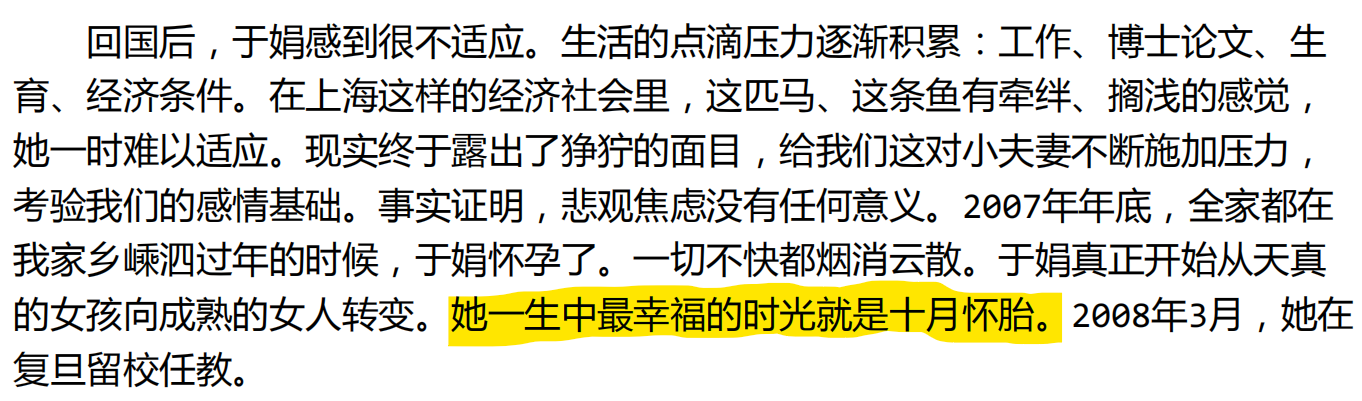 回国后，于娟感到很不适应。生活的点滴压力逐渐积累：工作、博士论文、生
育、经济条件。在上海这样的经济社会里，这匹马、这条鱼有牵绊、搁浅的感觉，
她一时难以适应。现实终于露出了狰狞的面目，给我们这对小夫妻不断施加压力，
考验我们的感情基础。事实证明，悲观焦虑没有任何意义。2007年年底，全家都在
我家乡嵊泗过年的时候，于娟怀孕了。一切不快都烟消云散。于娟真正开始从天真
的女孩向成熟的女人转变。她一生中最幸福的时光就是十月怀胎。2008年3月，她在
复旦留校任教。